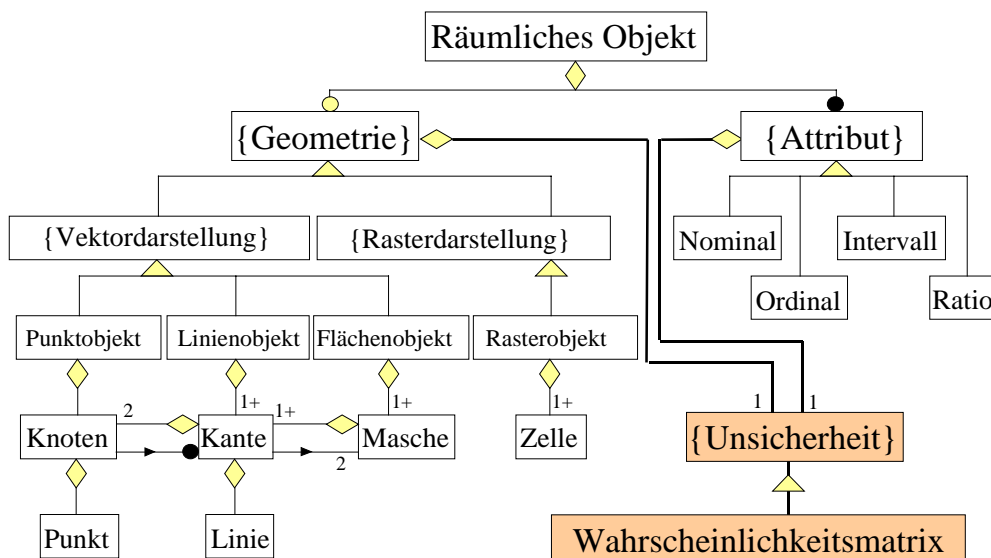 Räumliches Objekt
{Geometrie}
{Attribut}
{Vektordarstellung}
{Rasterdarstellung}
Nominal
Intervall
Ordinal
Ratio
Punktobjekt
Linienobjekt
Flächenobjekt
Rasterobjekt
2
1+
1+
1+
1+
1
1
Knoten
Kante
Masche
Zelle
{Unsicherheit}
2
Punkt
Linie
Wahrscheinlichkeitsmatrix